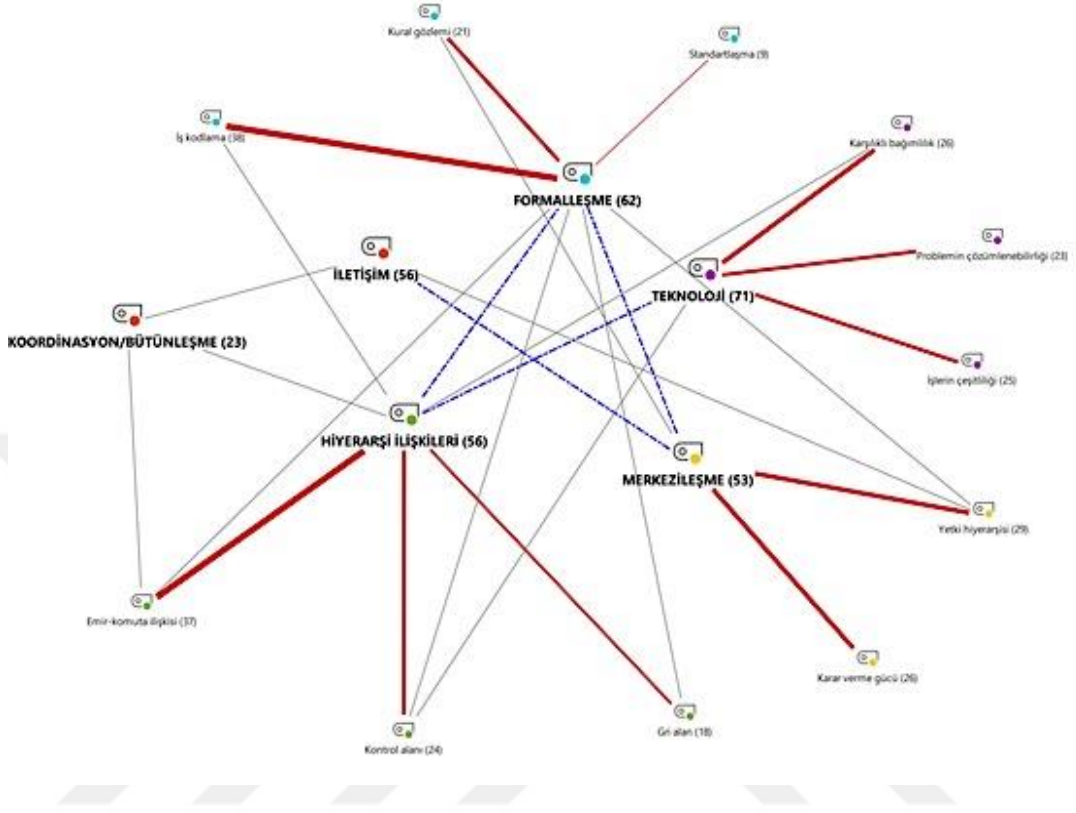 Kural gözlemi (21)
Standartlaşma (9)
İş kodlama (38)
Karşılıklı bağımlılık (26)
FORMALLEŞME (62)
Problemin çözümlenebilirliği (23)
İLETİŞİM (56)
TEKNOLOJİ (71)
KOORDİNASYON/BÜTÜNLEŞME (23)
İşlerin çeşitliliği (25)
HİYERARŞİ İLİŞKİLERİ (56)
MERKEZİLEŞME (53)
Yetki hiyerarşisi (29)
Emir-komuta ilişkisi (37)
Karar verme gücü (26)
Gri alan (18)
Kontrol alanı (24)